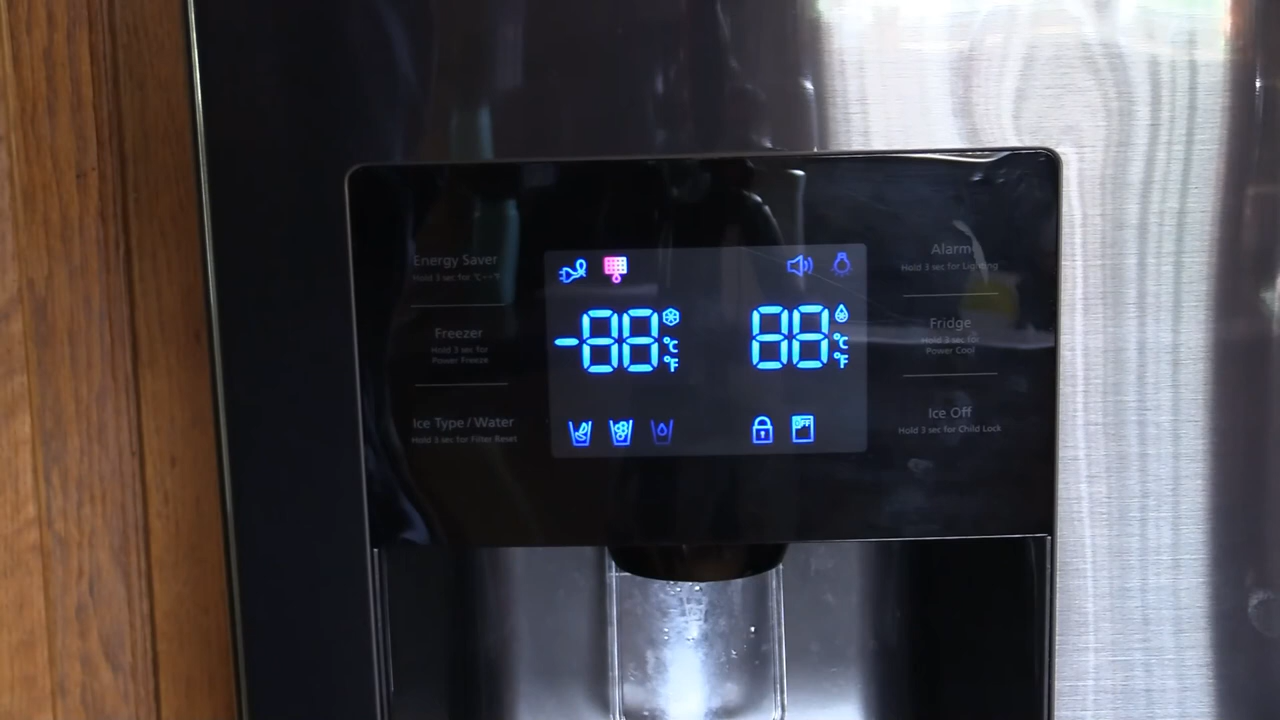 Energy Saver
Hold 3 sec for °C↔°F
Freezer
Hold 3 sec for
Power Freeze
Ice Type / Water
Hold 3 sec for Filter Reset
-88 °C
°F
88 °C
°F
OFF
Alarm
Hold 3 sec for Lighting
Fridge
Hold 3 sec for
Power Cool
Ice Off
Hold 3 sec for Child Lock